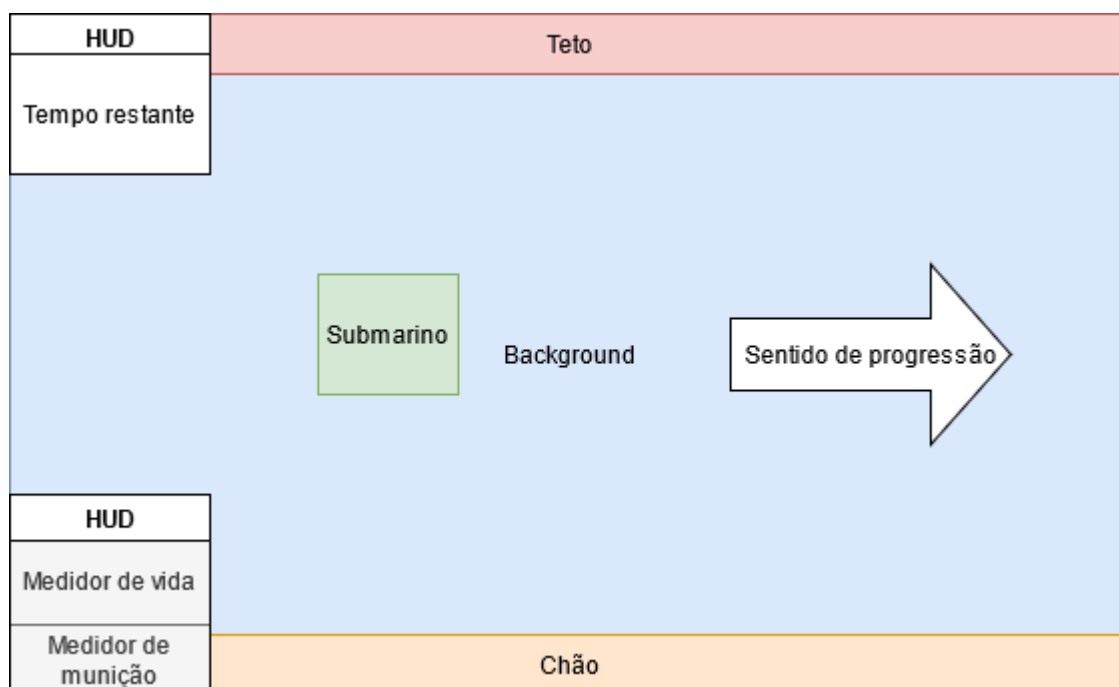 HUD
Teto
Tempo restante
Submarino
Background
Sentido de progressão
HUD
Medidor de vida
Medidor de
munição
Chão